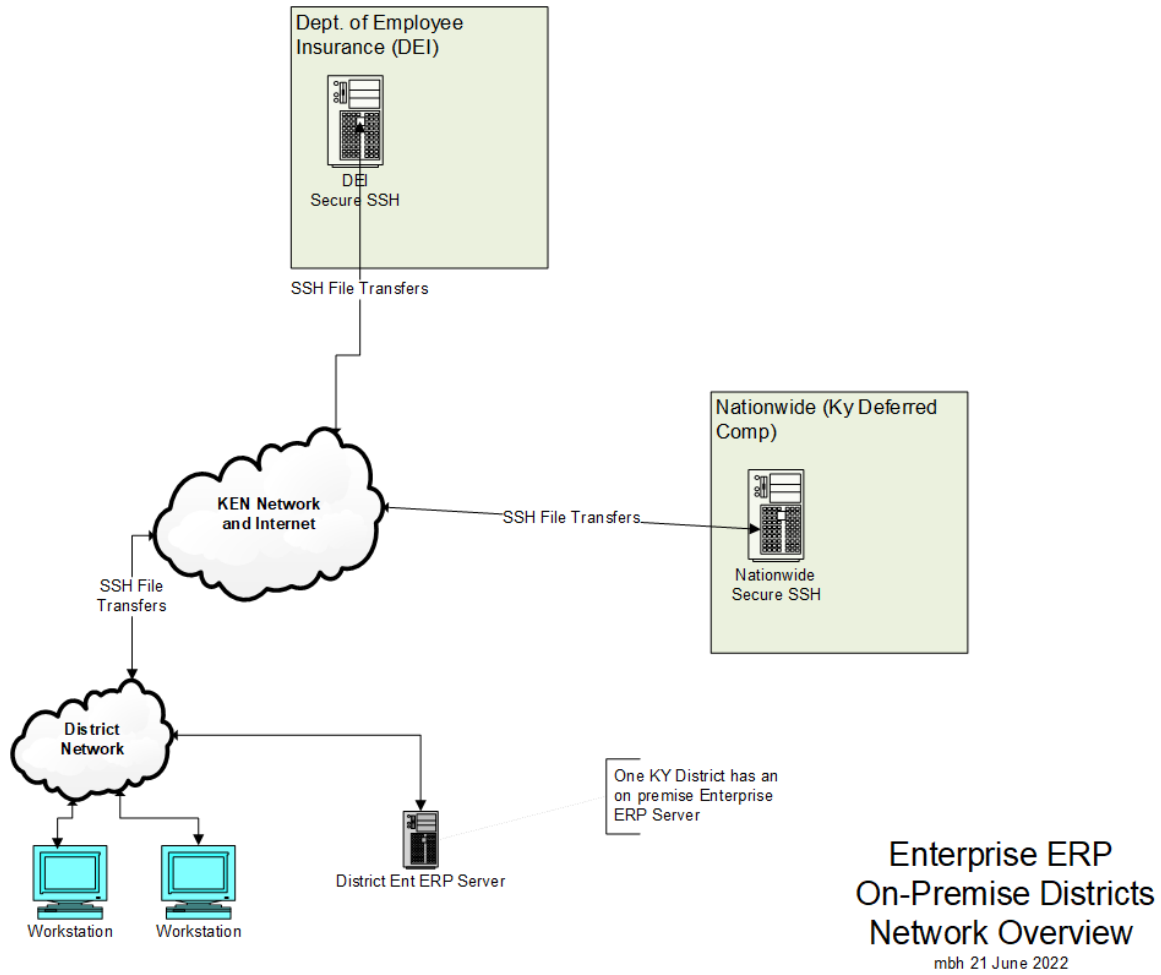 Dept. of Employee
Insurance (DEI)
DEI
Secure SSH
SSH File Transfers
Nationwide (Ky Deferred
Comp)
KEN Network
and Internet
SSH File Transfers
Nationwide
Secure SSH
SSH File
Transfers
District
Network
One KY District has an
on premise Enterprise
ERP Server
District Ent ERP Server
Workstation
Workstation
Enterprise ERP
On-Premise Districts
Network Overview
mbh 21 June 2022